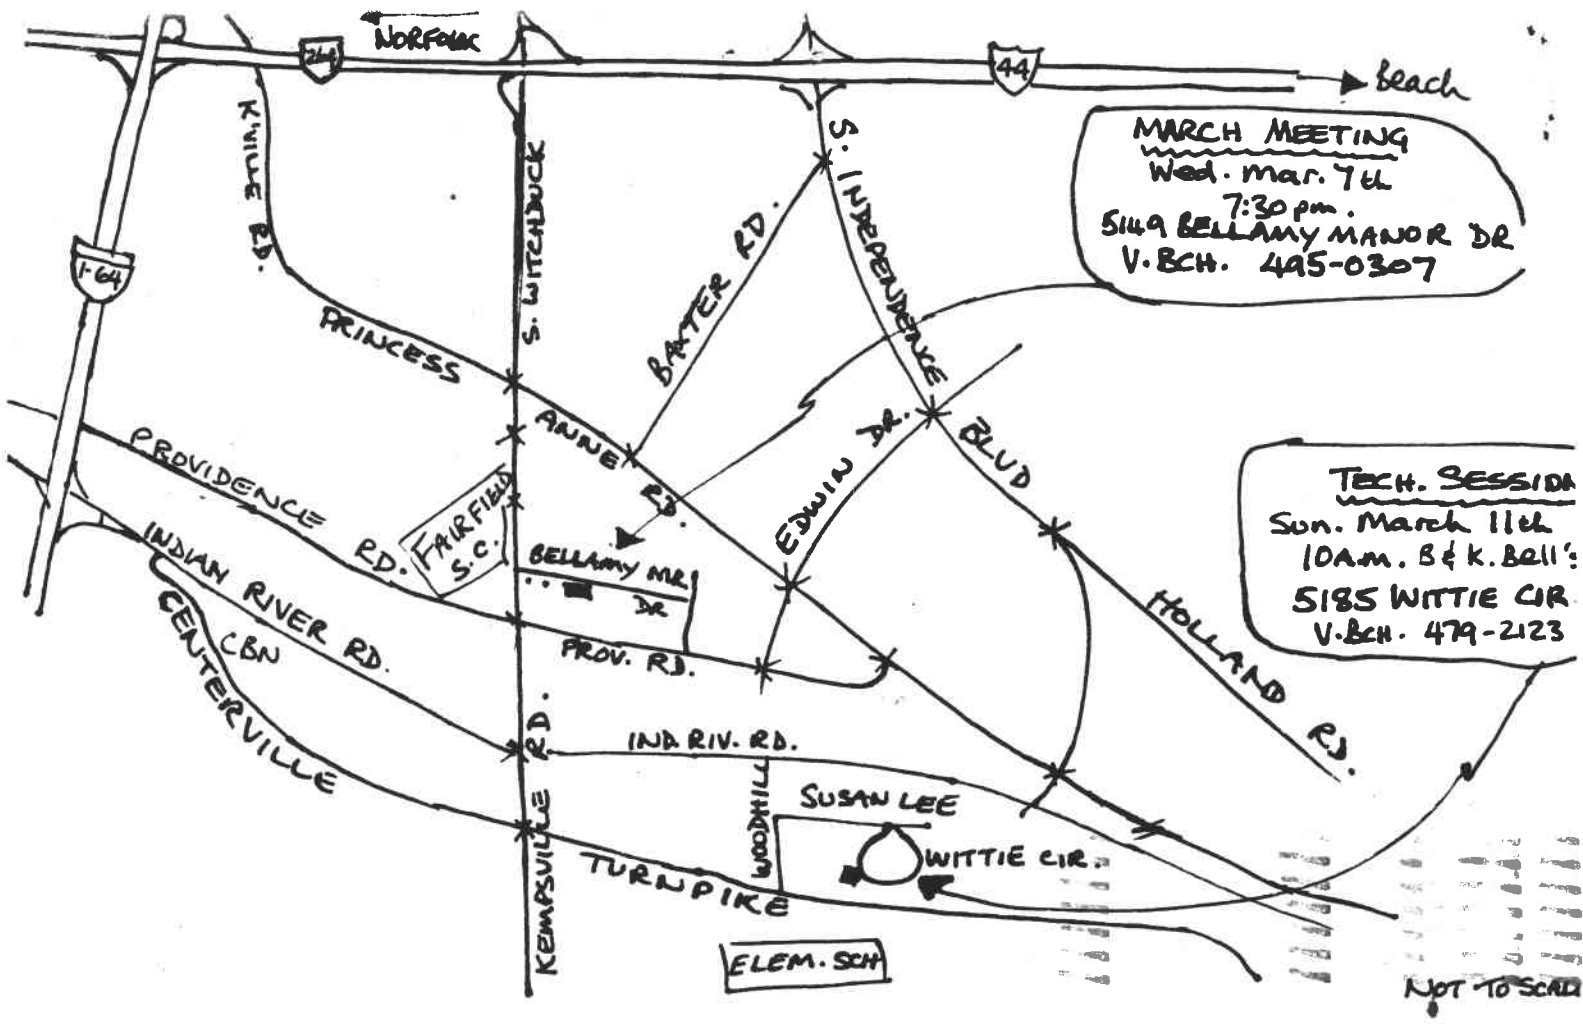 NORFOLK
264
44
Beach
I-64
K'VILLE RD.
S. WITCHDUCK
S. INDEPENDENCE
BLVD
BAXTER RD.
PRINCESS
ANNE
RD.
MARCH MEETING
Wed. Mar. 7th
7:30 pm.
5149 BELLAMY MANOR DR
V. BCH. 495-0307
PROVIDENCE
RD.
FAIRFIELD
S.C.
BELLAMY MR
DR
EDWIN DR.
PROV. RD.
INDIAN RIVER RD.
CBN
CENTERVILLE
TURNPIKE
KEMPSVILLE RD.
IND. RIV. RD.
HOLLAND
RD.
TECH. SESSION
Sun. March 11th
10 A.M. B & K. Bell's
5185 WITTIE CIR
V. BCH. 479-2123
WOODHILL
SUSAN LEE
WITTIE CIR.
ELEM. SCH
NOT TO SCALE